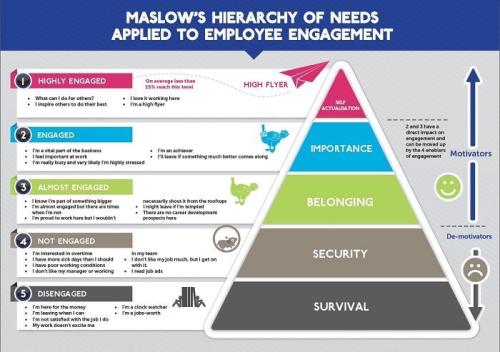 MASLOW'S HIERARCHY OF NEEDS
APPLIED TO EMPLOYEE ENGAGEMENT
1 HIGHLY ENGAGED
On average less than
15% reach this level
HIGH FLYER
• What can I do for others?
• I inspire others to do their best
• I love working here
• I'm a high flyer
2 ENGAGED
• I'm a vital part of the business
• I feel important at work
• I'm really busy and very likely I'm highly stressed
• I'm an achiever
• I'll leave if something much better comes along
3 ALMOST ENGAGED
• I know I'm part of something bigger
• I'm almost engaged but there are times
when I'm not
• I'm proud to work here but I wouldn't
necessarily shout it from the rooftops
• I might leave if I'm tempted
• There are no career development
prospects here
4 NOT ENGAGED
• I'm interested in overtime
• I have more sick days than I should
• I have poor working conditions
• I don't like my manager or working
in my team
• I don't like my job much, but I get on
with it.
• I read job ads
5 DISENGAGED
• I'm here for the money
• I'm leaving when I can
• I'm not satisfied with the job I do
• My work doesn't excite me
• I'm a clock watcher
• I'm a jobs-worth
SELF
ACTUALISATION
IMPORTANCE
BELONGING
SECURITY
SURVIVAL
2 and 3 have a
direct impact on
engagement and
can be moved up
by the 4 enablers
of engagement
Motivators
De-motivators